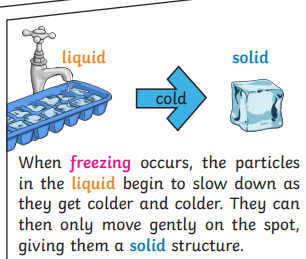 liquid
solid
cold
When freezing occurs, the particles
in the liquid begin to slow down as
they get colder and colder. They can
then only move gently on the spot,
giving them a solid structure.